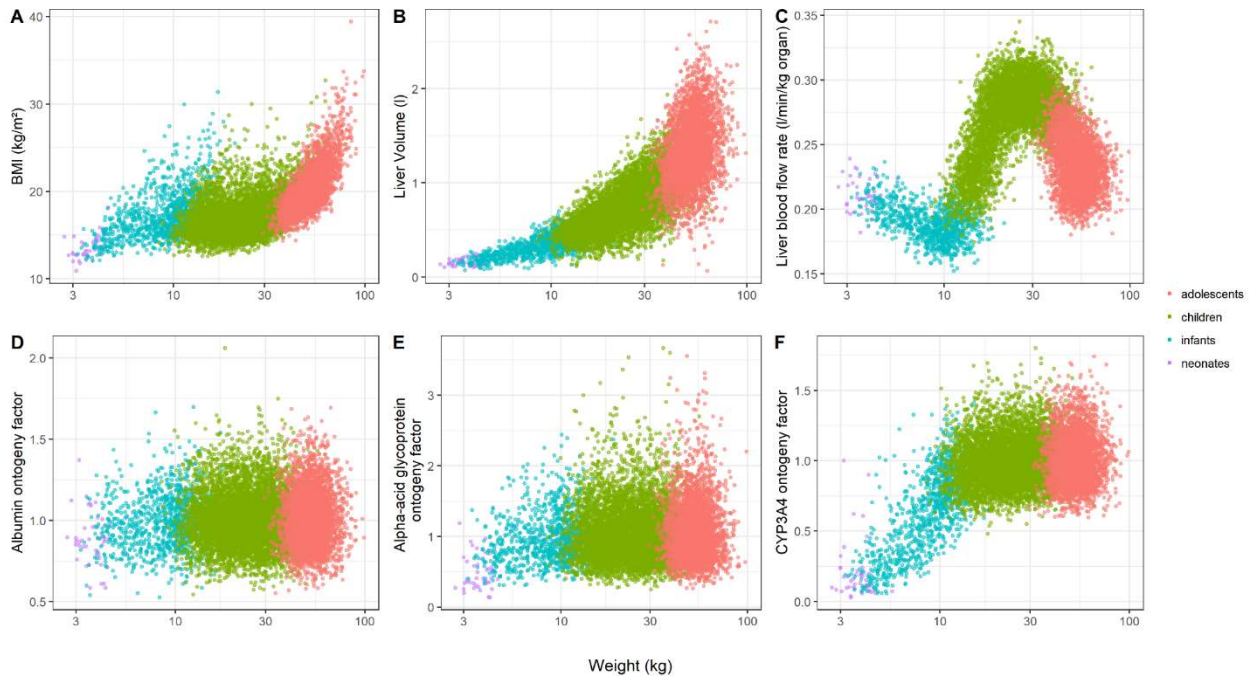 A
BMI (kg/m²)
40
30
20
10
3
10
30
100
B
Liver Volume (l)
2
1
0
3
10
30
100
C
Liver blood flow rate (l/min/kg organ)
0.35
0.30
0.25
0.20
0.15
3
10
30
100
D
Albumin ontogeny factor
2.0
1.5
1.0
0.5
3
10
30
100
E
Alpha-acid glycoprotein
ontogeny factor
3
2
1
0
3
10
30
100
F
CYP3A4 ontogeny factor
1.5
1.0
0.5
0.0
3
10
30
100
adolescents
children
infants
neonates
Weight (kg)